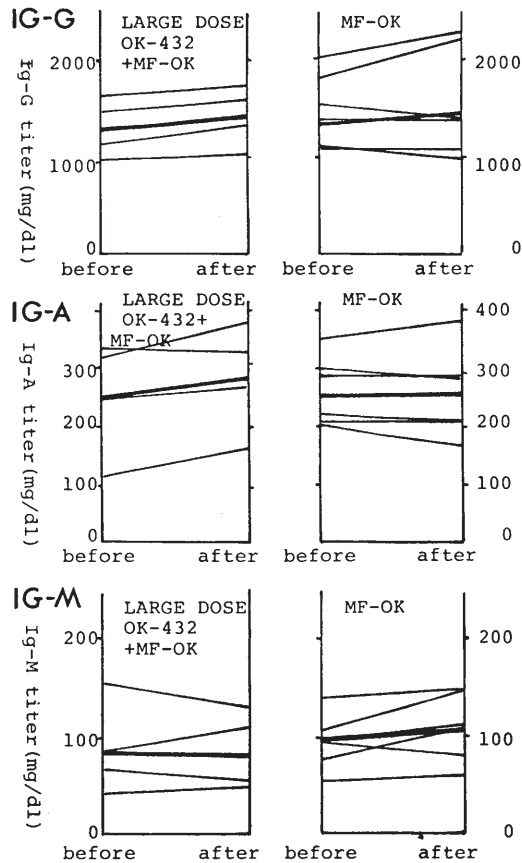 IG-G
LARGE DOSE
OK-432
+MF-OK
MF-OK
Ig-G titer(mg/dl)
2000
1000
0
2000
1000
0
before after
before after
IG-A
LARGE DOSE
OK-432+
MF-OK
MF-OK
Ig-A titer(mg/dl)
300
200
100
0
400
300
200
100
0
before after
before after
IG-M
LARGE DOSE
OK-432
+MF-OK
MF-OK
Ig-M titer(mg/dl)
200
100
0
200
100
0
before after
before after